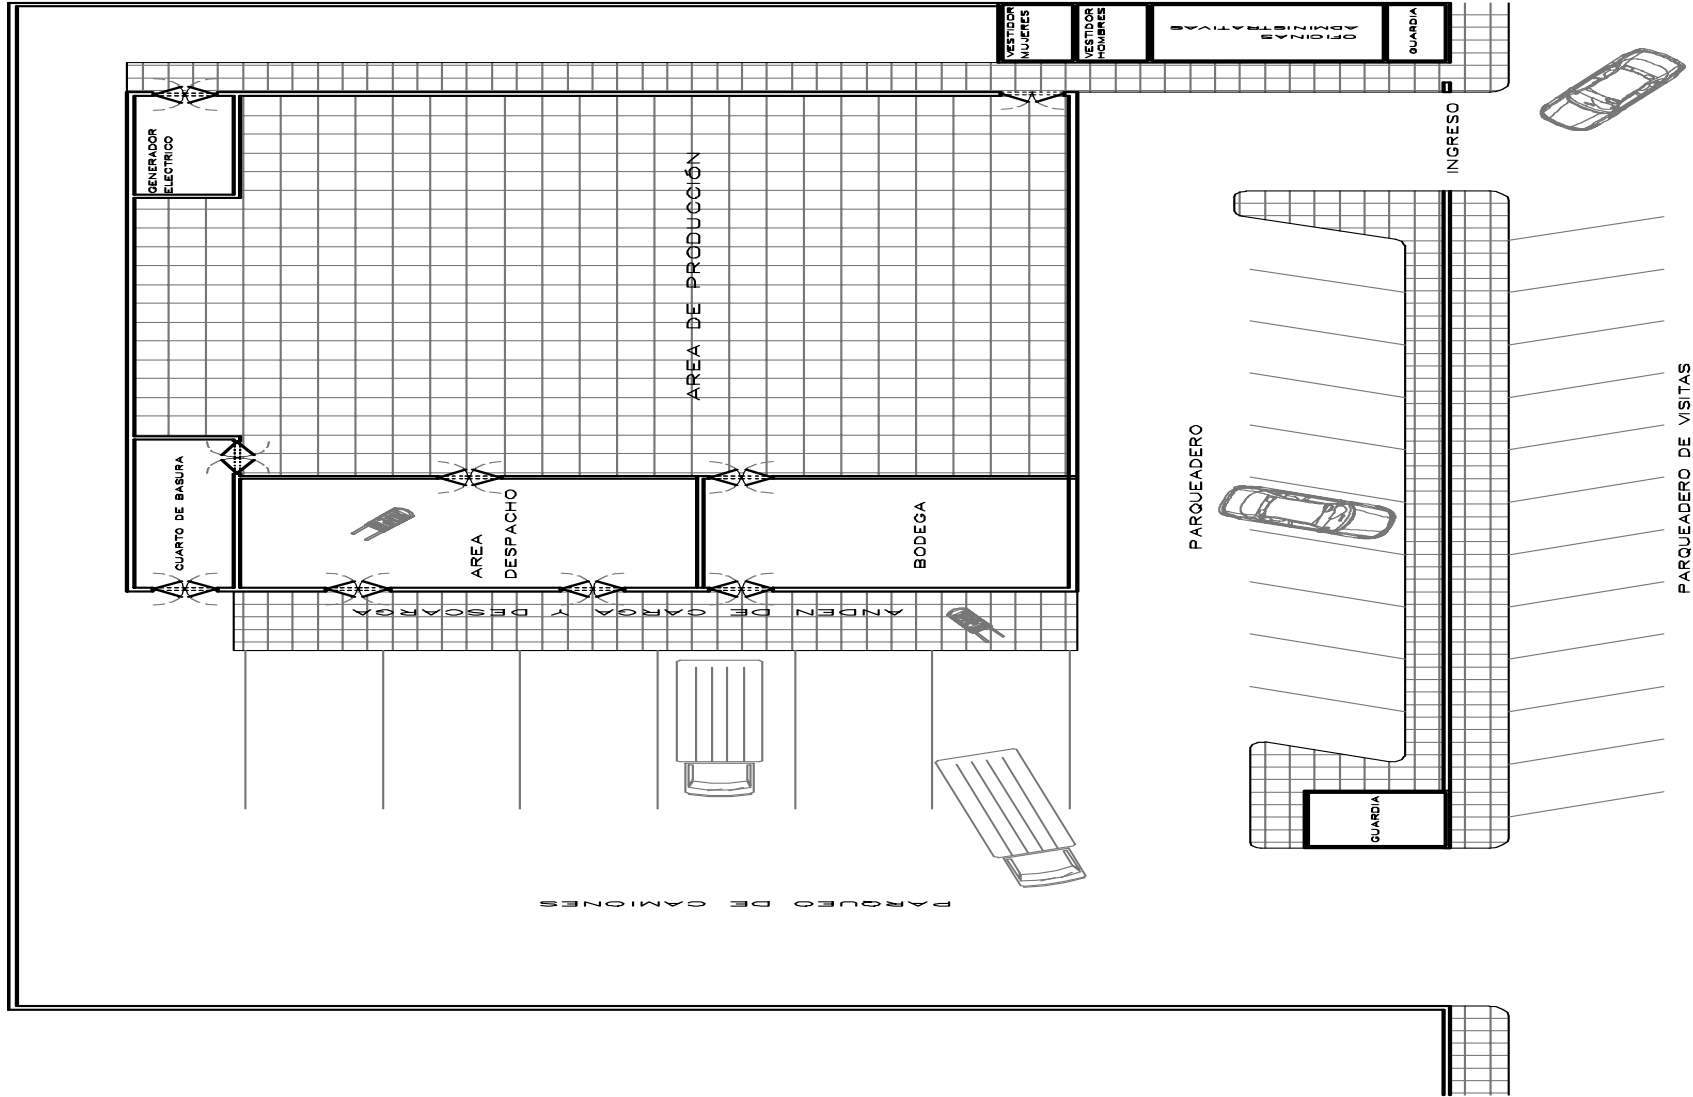 VESTIDOR
MUJERES
VESTIDOR
HOMBRES
OFICINAS
ADMINISTRATIVAS
GUARDIA
INGRESO
GENERADOR
ELECTRICO
AREA DE PRODUCCIÓN
CUARTO DE BASURA
AREA
DESPACHO
BODEGA
ANDEN DE CARGA Y DESCARGA
PARQUEADERO
PARQUEADERO DE VISITAS
GUARDIA
PARQUEO DE CAMIONES